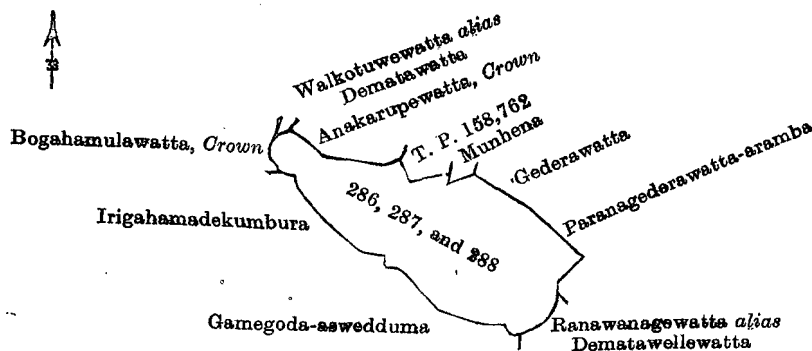 Walkotuwewatta alias
Dematawatta
Anakarupewatta, Crown
T. P. 158,762
Munhena
Gederawatta
Paranagederawatta-aramba
Bogahamulawatta, Crown
286, 287, and 288
Irigahamadekumbura
Gamegoda-aswedduma
Ranawanagewatta alias
Dematawellewatta